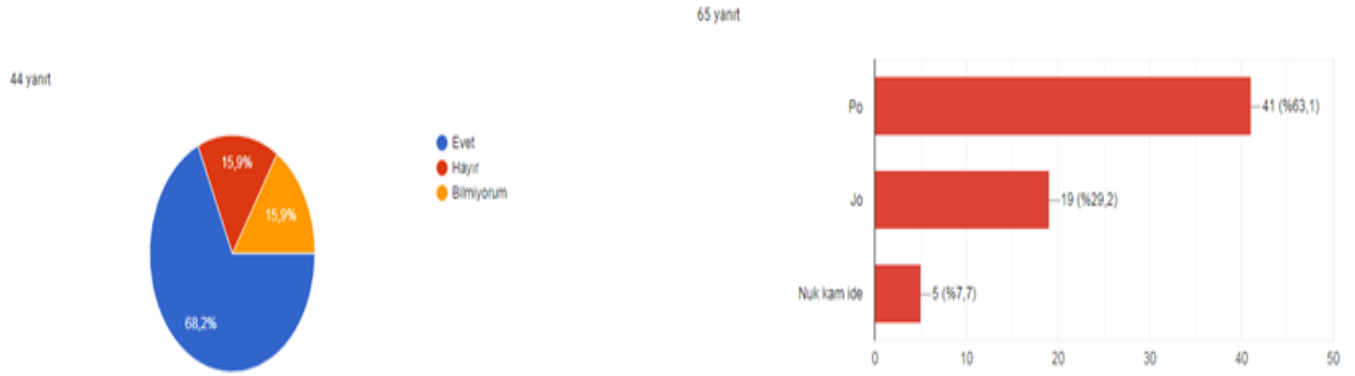 44 yanıt
15,9%
15,9%
68,2%
Evet
Hayır
Bilmiyorum
65 yanıt
Po
41 (%63,1)
Jo
19 (%29,2)
Nuk kam ide
5 (%7,7)
0 10 20 30 40 50